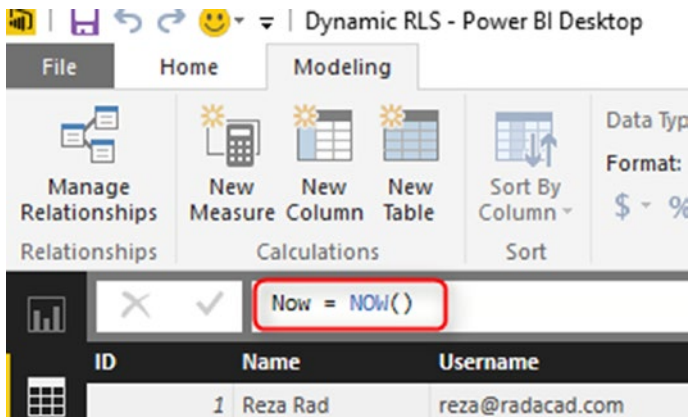 Dynamic RLS - Power BI Desktop
File Home Modeling
Manage Relationships
New Measure
New Column
New Table
Sort By Column
Data Typ
Format:
$ %
Relationships Calculations Sort
Now = NOW()
ID Name Username
1 Reza Rad reza@radacad.com